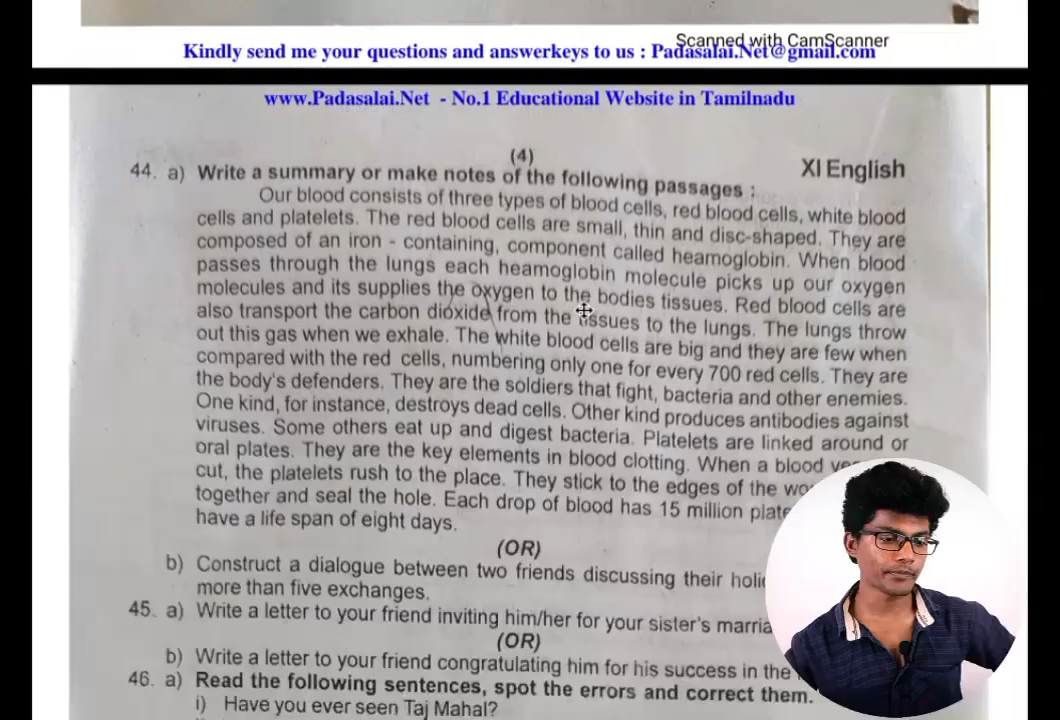 Scanned with CamScanner
Kindly send me your questions and answerkeys to us : Padasalai.Net@gmail.com
www.Padasalai.Net - No.1 Educational Website in Tamilnadu
(4)
XI English
44. a) Write a summary or make notes of the following passages :
Our blood consists of three types of blood cells, red blood cells, white blood
cells and platelets. The red blood cells are small, thin and disc-shaped. They are
composed of an iron - containing, component called heamoglobin. When blood
passes through the lungs each heamoglobin molecule picks up our oxygen
molecules and its supplies the oxygen to the bodies tissues. Red blood cells are
also transport the carbon dioxide from the tissues to the lungs. The lungs throw
out this gas when we exhale. The white blood cells are big and they are few when
compared with the red cells, numbering only one for every 700 red cells. They are
the body's defenders. They are the soldiers that fight, bacteria and other enemies.
One kind, for instance, destroys dead cells. Other kind produces antibodies against
viruses. Some others eat up and digest bacteria. Platelets are linked around or
oral plates. They are the key elements in blood clotting. When a blood
cut, the platelets rush to the place. They stick to the edges of the
together and seal the hole. Each drop of blood has 15 million
have a life span of eight days.
(OR)
b) Construct a dialogue between two friends discussing their
more than five exchanges.
45. a) Write a letter to your friend inviting him/her for your sister's
(OR)
b) Write a letter to your friend congratulating him for his success in the
46. a) Read the following sentences, spot the errors and correct them.
i) Have you ever seen Taj Mahal?